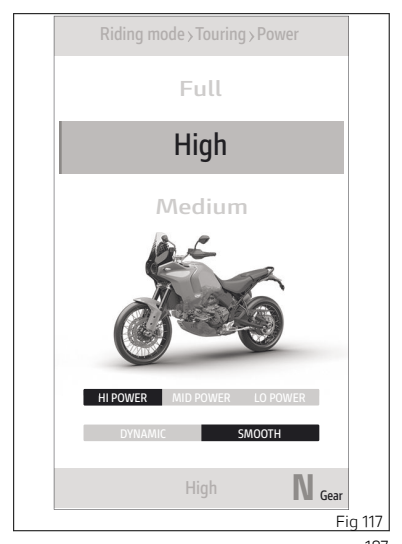 Riding mode › Touring › Power
Full
High
Medium
HI POWER MID POWER LO POWER
DYNAMIC SMOOTH
High N Gear
Fig 117